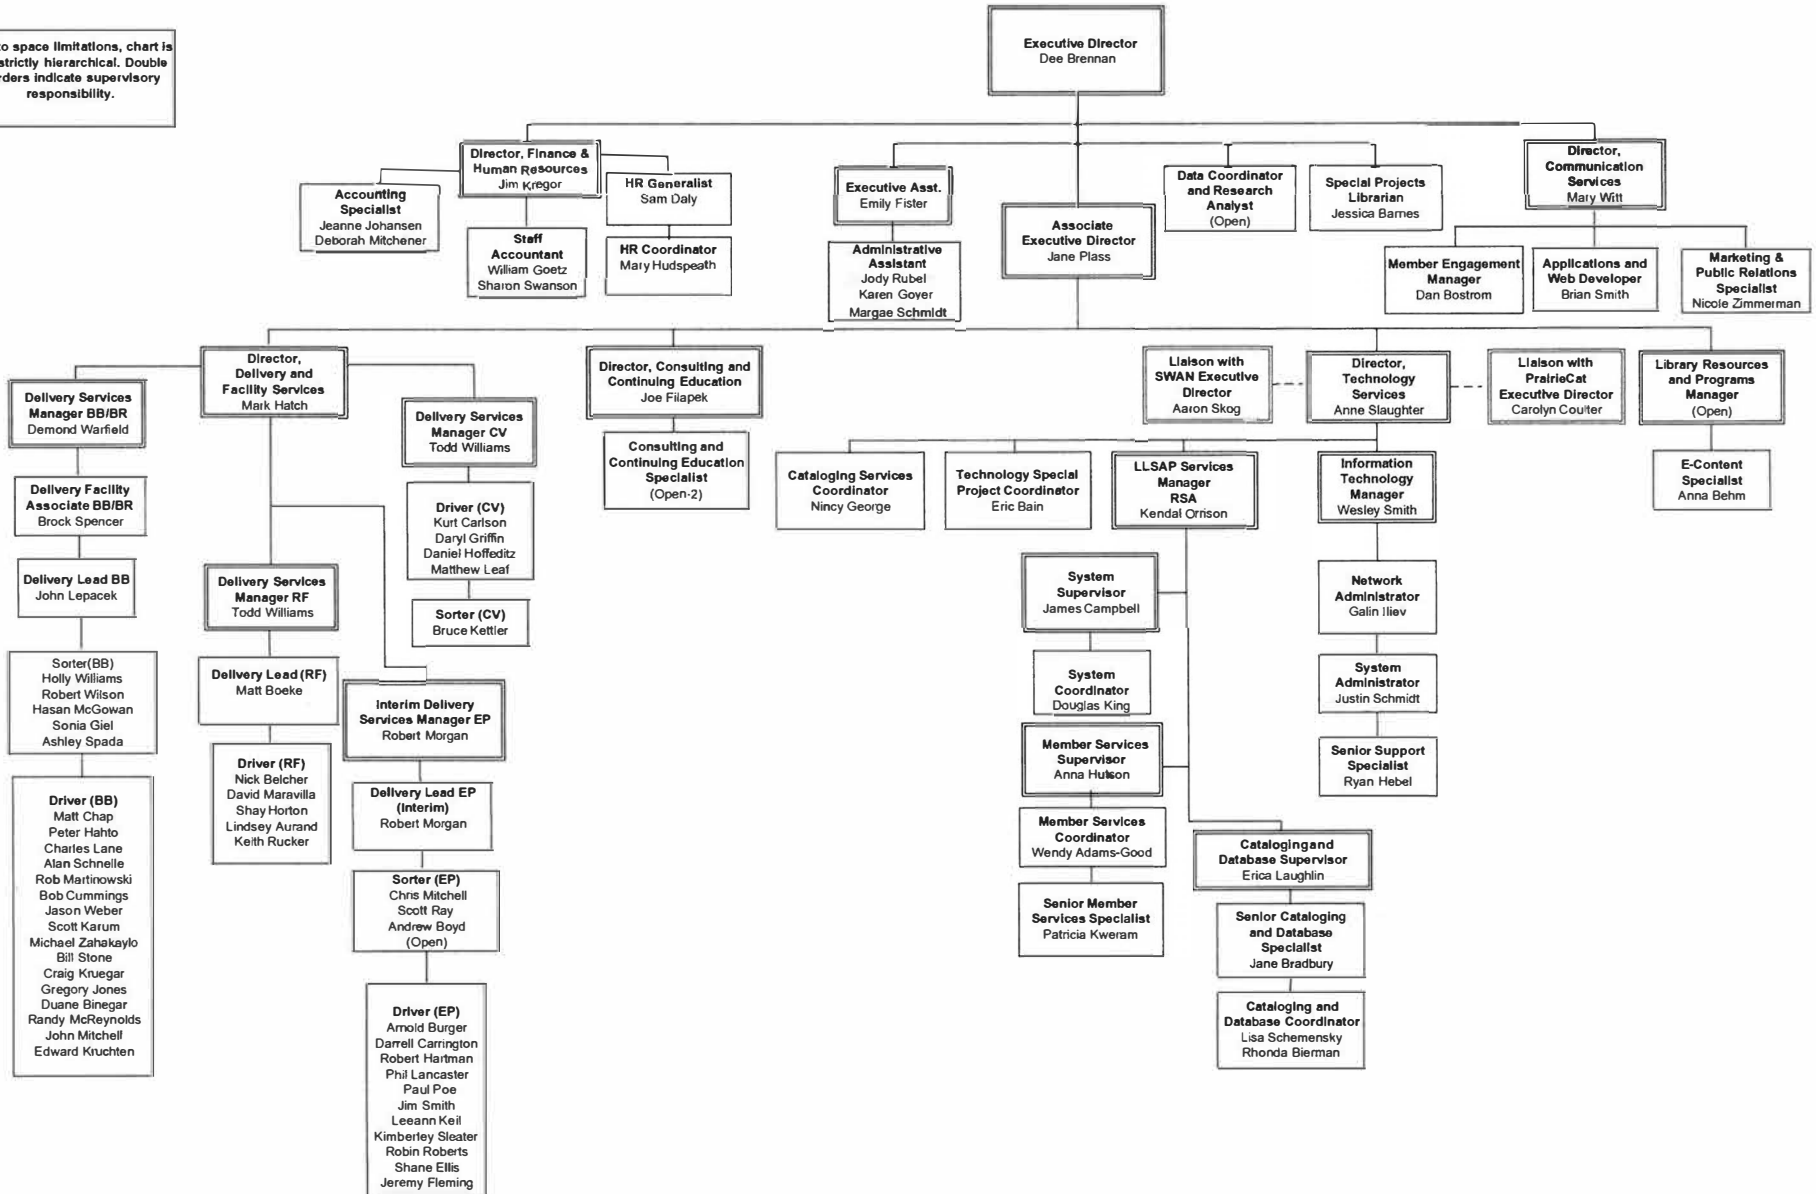 to space limitations, chart is
strictly hierarchical. Double
rders indicate supervisory
responsibility.
Executive Director
Dee Brennan
Director, Finance &
Human Resources
Jim Kregor
Accounting
Specialist
Jeanne Johansen
Deborah Mitchener
Staff
Accountant
William Goetz
Sharon Swanson
HR Generalist
Sam Daly
HR Coordinator
Mary Hudspeath
Executive Asst.
Emily Fister
Administrative
Assistant
Jody Rubel
Karen Goyer
Margae Schmidt
Associate
Executive Director
Jane Plass
Data Coordinator
and Research
Analyst
(Open)
Special Projects
Librarian
Jessica Barnes
Director,
Communication
Services
Mary Witt
Member Engagement
Manager
Dan Bostrom
Applications and
Web Developer
Brian Smith
Marketing &
Public Relations
Specialist
Nicole Zimmerman
Director,
Delivery and
Facility Services
Mark Hatch
Delivery Services
Manager BB/BR
Demond Warfield
Delivery Facility
Associate BB/BR
Brock Spencer
Delivery Lead BB
John Lepacek
Sorter(BB)
Holly Williams
Robert Wilson
Hasan McGowan
Sonia Giel
Ashley Spada
Driver (BB)
Matt Chap
Peter Hahto
Charles Lane
Alan Schnelle
Rob Martinowski
Bob Cummings
Jason Weber
Scott Karum
Michael Zahakaylo
Bill Stone
Craig Kruegar
Gregory Jones
Duane Binegar
Randy McReynolds
John Mitchell
Edward Kruchten
Delivery Services
Manager RF
Todd Williams
Delivery Lead (RF)
Matt Boeke
Driver (RF)
Nick Belcher
David Maravilla
Shay Horton
Lindsey Aurand
Keith Rucker
Delivery Services
Manager CV
Todd Williams
Driver (CV)
Kurt Carlson
Daryl Griffin
Daniel Hoffeditz
Matthew Leaf
Sorter (CV)
Bruce Kettler
Interim Delivery
Services Manager EP
Robert Morgan
Delivery Lead EP
(Interim)
Robert Morgan
Sorter (EP)
Chris Mitchell
Scott Ray
Andrew Boyd
(Open)
Driver (EP)
Arnold Burger
Darrell Carrington
Robert Hartman
Phil Lancaster
Paul Poe
Jim Smith
Leeann Keil
Kimberley Sleater
Robin Roberts
Shane Ellis
Jeremy Fleming
Director, Consulting and
Continuing Education
Joe Filapek
Consulting and
Continuing Education
Specialist
(Open-2)
Liaison with
SWAN Executive
Director
Aaron Skog
Director,
Technology
Services
Anne Slaughter
Liaison with
PrairieCat
Executive Director
Carolyn Coulter
Library Resources
and Programs
Manager
(Open)
E-Content
Specialist
Anna Behm
Cataloging Services
Coordinator
Nincy George
Technology Special
Project Coordinator
Eric Bain
LLSAP Services
Manager
RSA
Kendal Orrison
Information
Technology
Manager
Wesley Smith
System
Supervisor
James Campbell
System
Coordinator
Douglas King
Member Services
Supervisor
Anna Hutson
Member Services
Coordinator
Wendy Adams-Good
Senior Member
Services Specialist
Patricia Kweram
Network
Administrator
Galin Iliev
System
Administrator
Justin Schmidt
Senior Support
Specialist
Ryan Hebel
Cataloging and
Database Supervisor
Erica Laughlin
Senior Cataloging
and Database
Specialist
Jane Bradbury
Cataloging and
Database Coordinator
Lisa Schemensky
Rhonda Bierman